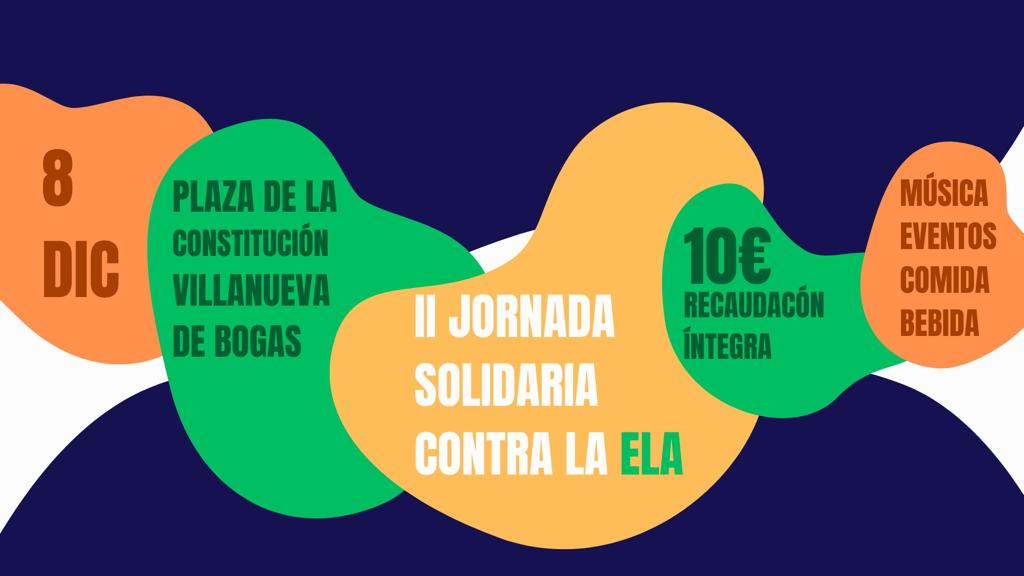 8
DIC
PLAZA DE LA
CONSTITUCIÓN
VILLANUEVA
DE BOGAS
II JORNADA
SOLIDARIA
CONTRA LA ELA
10€
RECAUDACÓN
ÍNTEGRA
MÚSICA
EVENTOS
COMIDA
BEBIDA